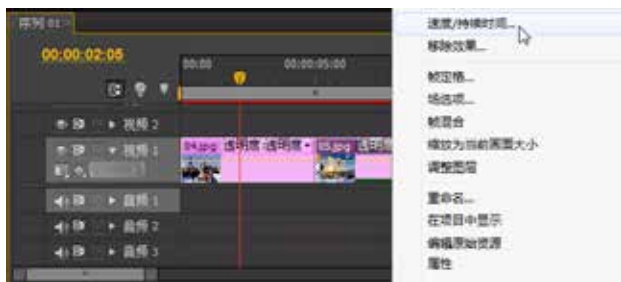 序列 01
00:00:02:05
00:00
00:00:05:00
视频 2
视频 1
04.jpg 透明度:透明度
05.jpg 透明
音频 1
音频 2
音频 3
速度/持续时间...
移除效果...
帧定格...
场选项...
帧混合
缩放为当前画面大小
调整图层
重命名...
在项目中显示
编辑原始资源
属性